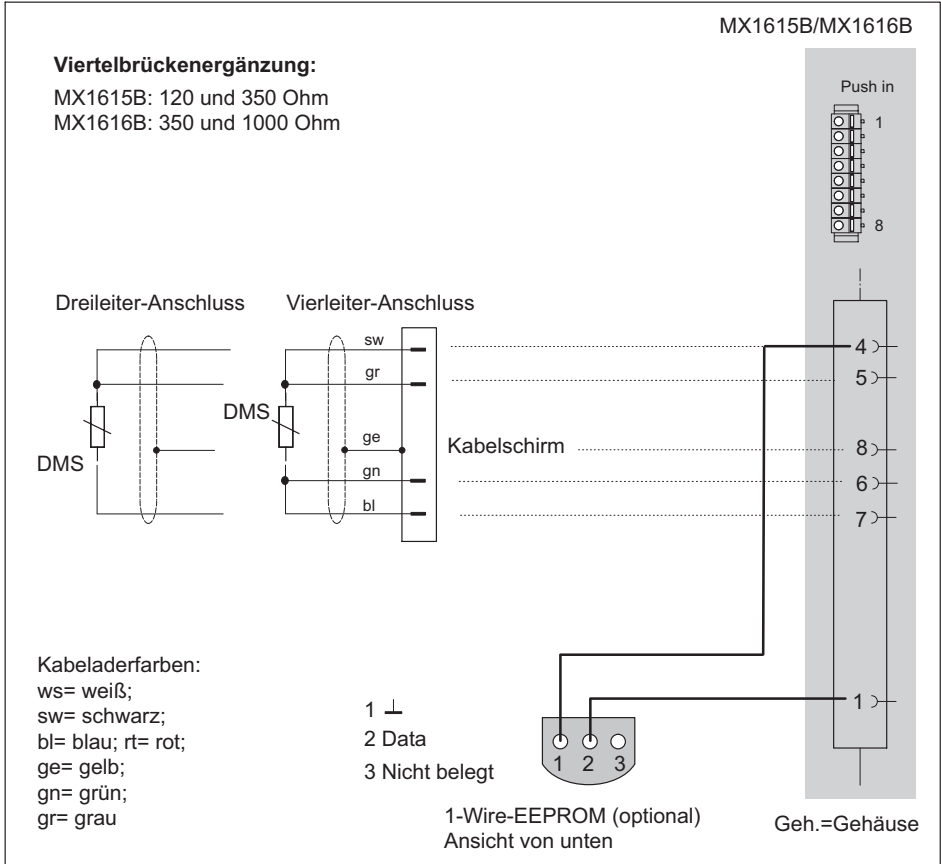 MX1615B/MX1616B
Viertelbrückenergänzung:
MX1615B: 120 und 350 Ohm
MX1616B: 350 und 1000 Ohm
Push in
1
8
Dreileiter-Anschluss
Vierleiter-Anschluss
sw
gr
DMS
DMS
ge
gn
bl
Kabelschirm
4
5
8
6
7
1
Kabeladerfarben:
ws= weiß;
sw= schwarz;
bl= blau; rt= rot;
ge= gelb;
gn= grün;
gr= grau
1 ⊥
2 Data
3 Nicht belegt
1 2 3
1-Wire-EEPROM (optional)
Ansicht von unten
Geh.=Gehäuse